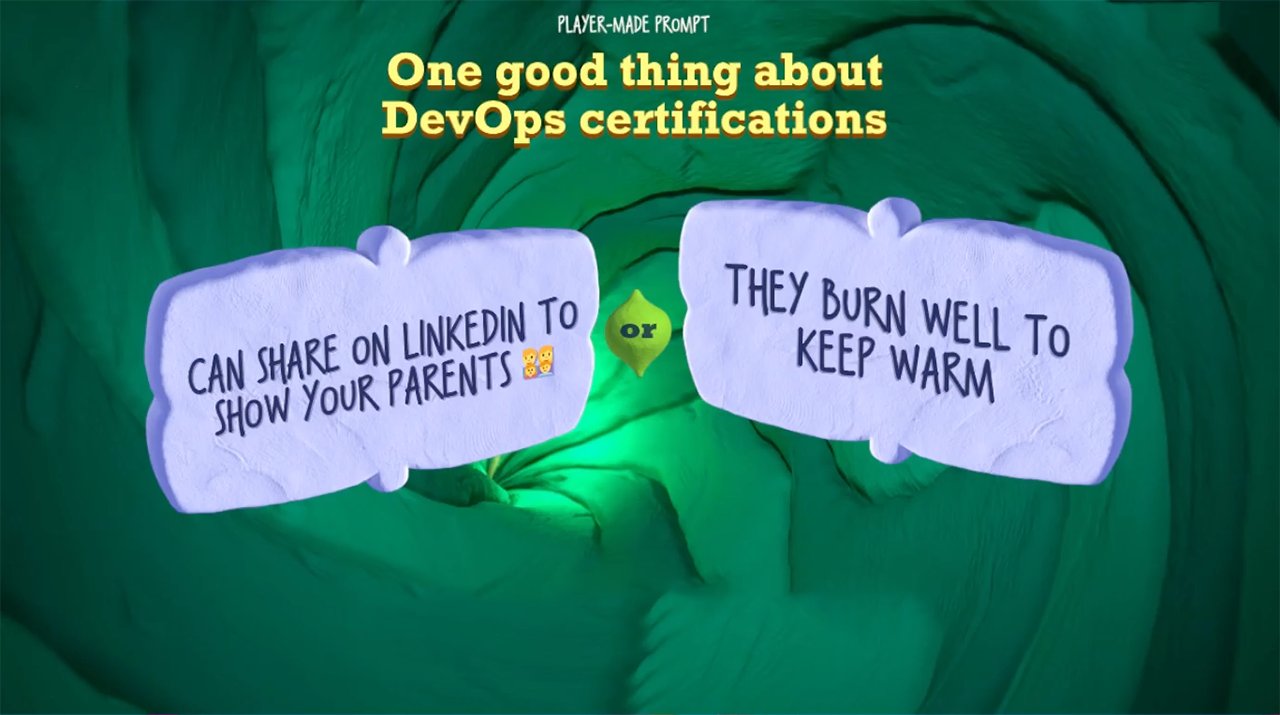 PLAYER-MADE PROMPT
One good thing about
DevOps certifications
CAN SHARE ON LINKEDIN TO
SHOW YOUR PARENTS 👨‍👩‍👧‍👦
or
THEY BURN WELL TO
KEEP WARM